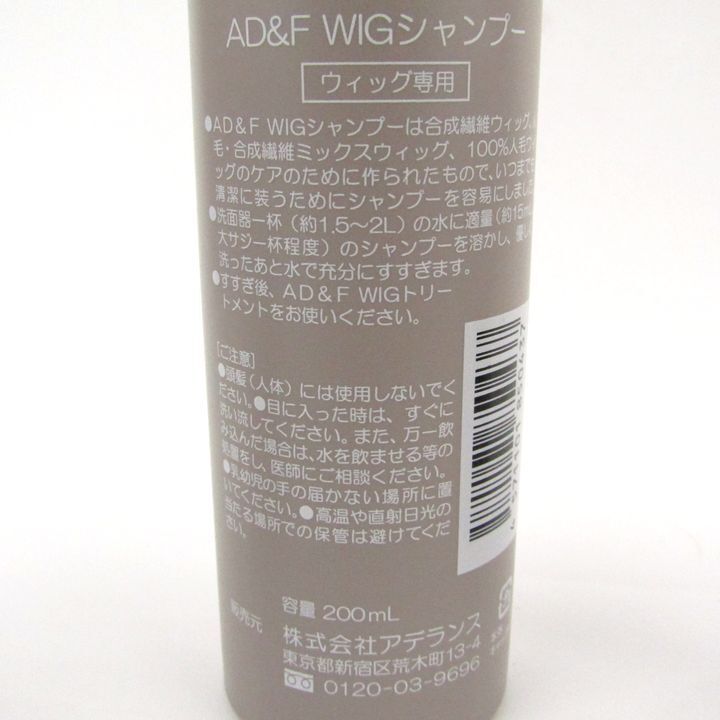 AD&F WIGシャンプー
ウィッグ専用
●AD&F WIGシャンプーは合成繊維ウィッグ、
毛・合成繊維ミックスウィッグ、100%人毛ウィ
ッグのケアのために作られたもので、いつまで
清潔に装うためにシャンプーを容易にしました
●洗面器一杯(約1.5〜2L)の水に適量(約15mL
大サジ一杯程度)のシャンプーを溶かし、優し
洗ったあと水で充分にすすぎます。
●すすぎ後、AD&F WIGトリー
トメントをお使いください。
[ご注意]
●頭髪(人体)には使用しないでく
ださい。●目に入った時は、すぐに
洗い流してください。また、万一飲
み込んだ場合は、水を飲ませる等の
処置をし、医師にご相談ください。
●乳幼児の手の届かない場所に置
いてください。●高温や直射日光の
当たる場所での保管は避けてくだ
さい。
容量 200mL
販売元
株式会社アデランス
東京都新宿区荒木町13-4
0120-03-9696